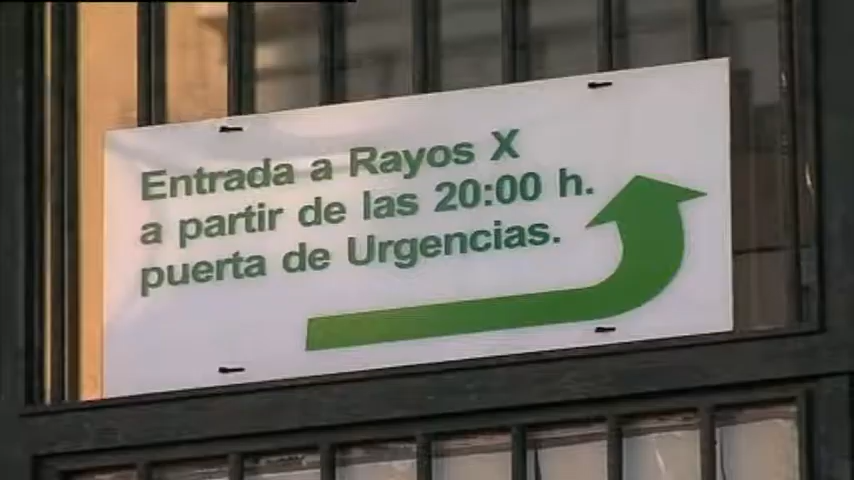 Entrada a Rayos X
a partir de las 20:00 h.
puerta de Urgencias.